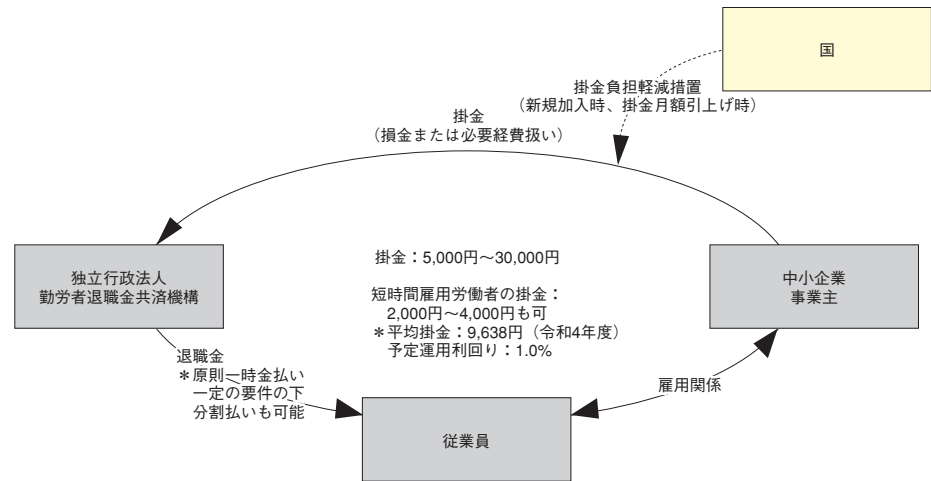 国
掛金負担軽減措置
（新規加入時、掛金月額引上げ時）
掛金
（損金または必要経費扱い）
独立行政法人
勤労者退職金共済機構
掛金：5,000円～30,000円
短時間雇用労働者の掛金：
2,000円～4,000円も可
＊平均掛金：9,638円（令和4年度）
予定運用利回り：1.0%
中小企業
事業主
退職金
＊原則一時金払い
一定の要件の下
分割払いも可能
雇用関係
従業員